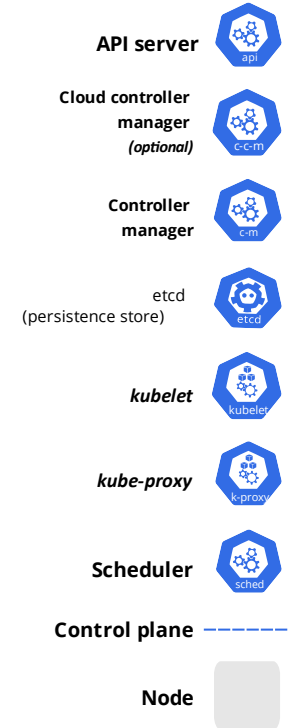 API server
api
Cloud controller
manager
(optional)
c-c-m
Controller
manager
c-m
etcd
(persistence store)
etcd
kubelet
kubelet
kube-proxy
k-proxy
Scheduler
sched
Control plane
Node